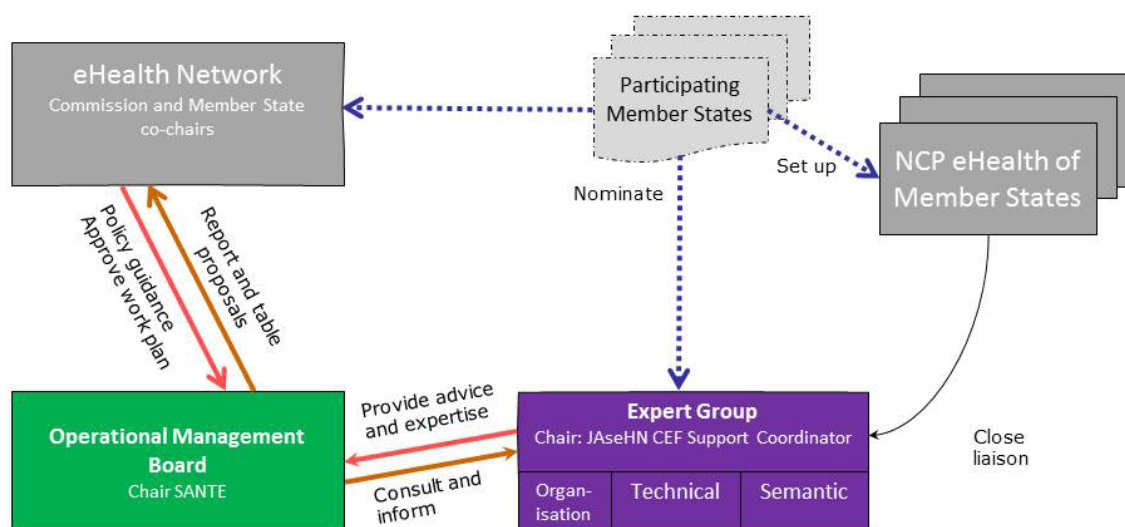 eHealth Network
Commission and Member State
co-chairs
Participating
Member States
NCP eHealth of
Member States
Set up
Nominate
Policy guidance
Approve work plan
Report and table
proposals
Operational Management
Board
Chair SANTE
Provide advice
and expertise
Consult and
inform
Expert Group
Chair: JAseHN CEF Support Coordinator
Organ-
isation
Technical
Semantic
Close
liaison